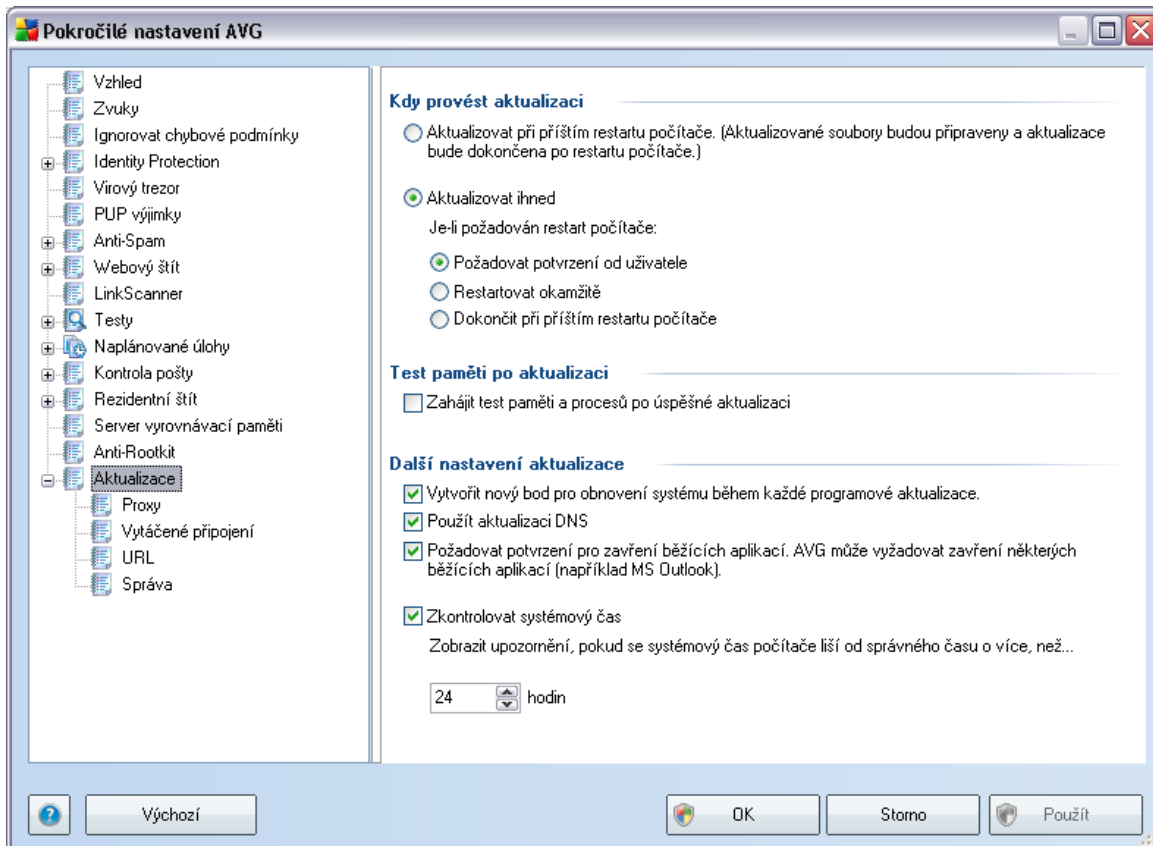 Pokročilé nastavení AVG
Vzhled
Zvuky
Ignorovat chybové podmínky
Identity Protection
Virový trezor
PUP výjimky
Anti-Spam
Webový štít
LinkScanner
Testy
Naplánované úlohy
Kontrola pošty
Rezidentní štít
Server vyrovnávací paměti
Anti-Rootkit
Aktualizace
Proxy
Vytáčené připojení
URL
Správa
Kdy provést aktualizaci
Aktualizovat při příštím restartu počítače. (Aktualizované soubory budou připraveny a aktualizace
bude dokončena po restartu počítače.)
Aktualizovat ihned
Je-li požadován restart počítače:
Požadovat potvrzení od uživatele
Restartovat okamžitě
Dokončit při příštím restartu počítače
Test paměti po aktualizaci
Zahájit test paměti a procesů po úspěšné aktualizaci
Další nastavení aktualizace
Vytvořit nový bod pro obnovení systému během každé programové aktualizace.
Použít aktualizaci DNS
Požadovat potvrzení pro zavření běžících aplikací. AVG může vyžadovat zavření některých
běžících aplikací (například MS Outlook).
Zkontrolovat systémový čas
Zobrazit upozornění, pokud se systémový čas počítače liší od správného času o více, než...
24 hodin
? Výchozí OK Storno Použít